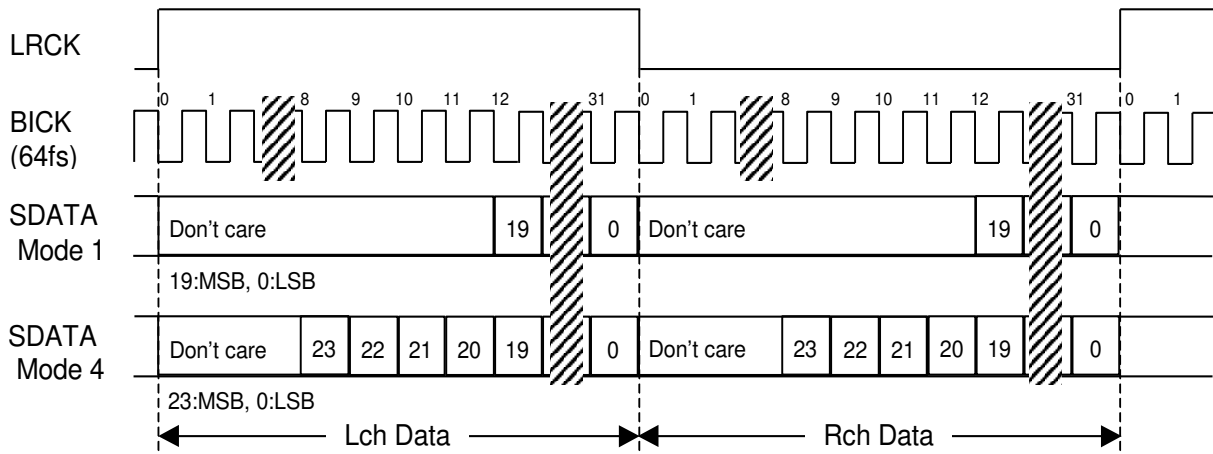 LRCK
0 1 8 9 10 11 12 31 0 1 8 9 10 11 12 31 0 1
BICK
(64fs)
SDATA
Mode 1
Don't care 19 0 Don't care 19 0
19:MSB, 0:LSB
SDATA
Mode 4
Don't care 23 22 21 20 19 0 Don't care 23 22 21 20 19 0
23:MSB, 0:LSB
Lch Data Rch Data